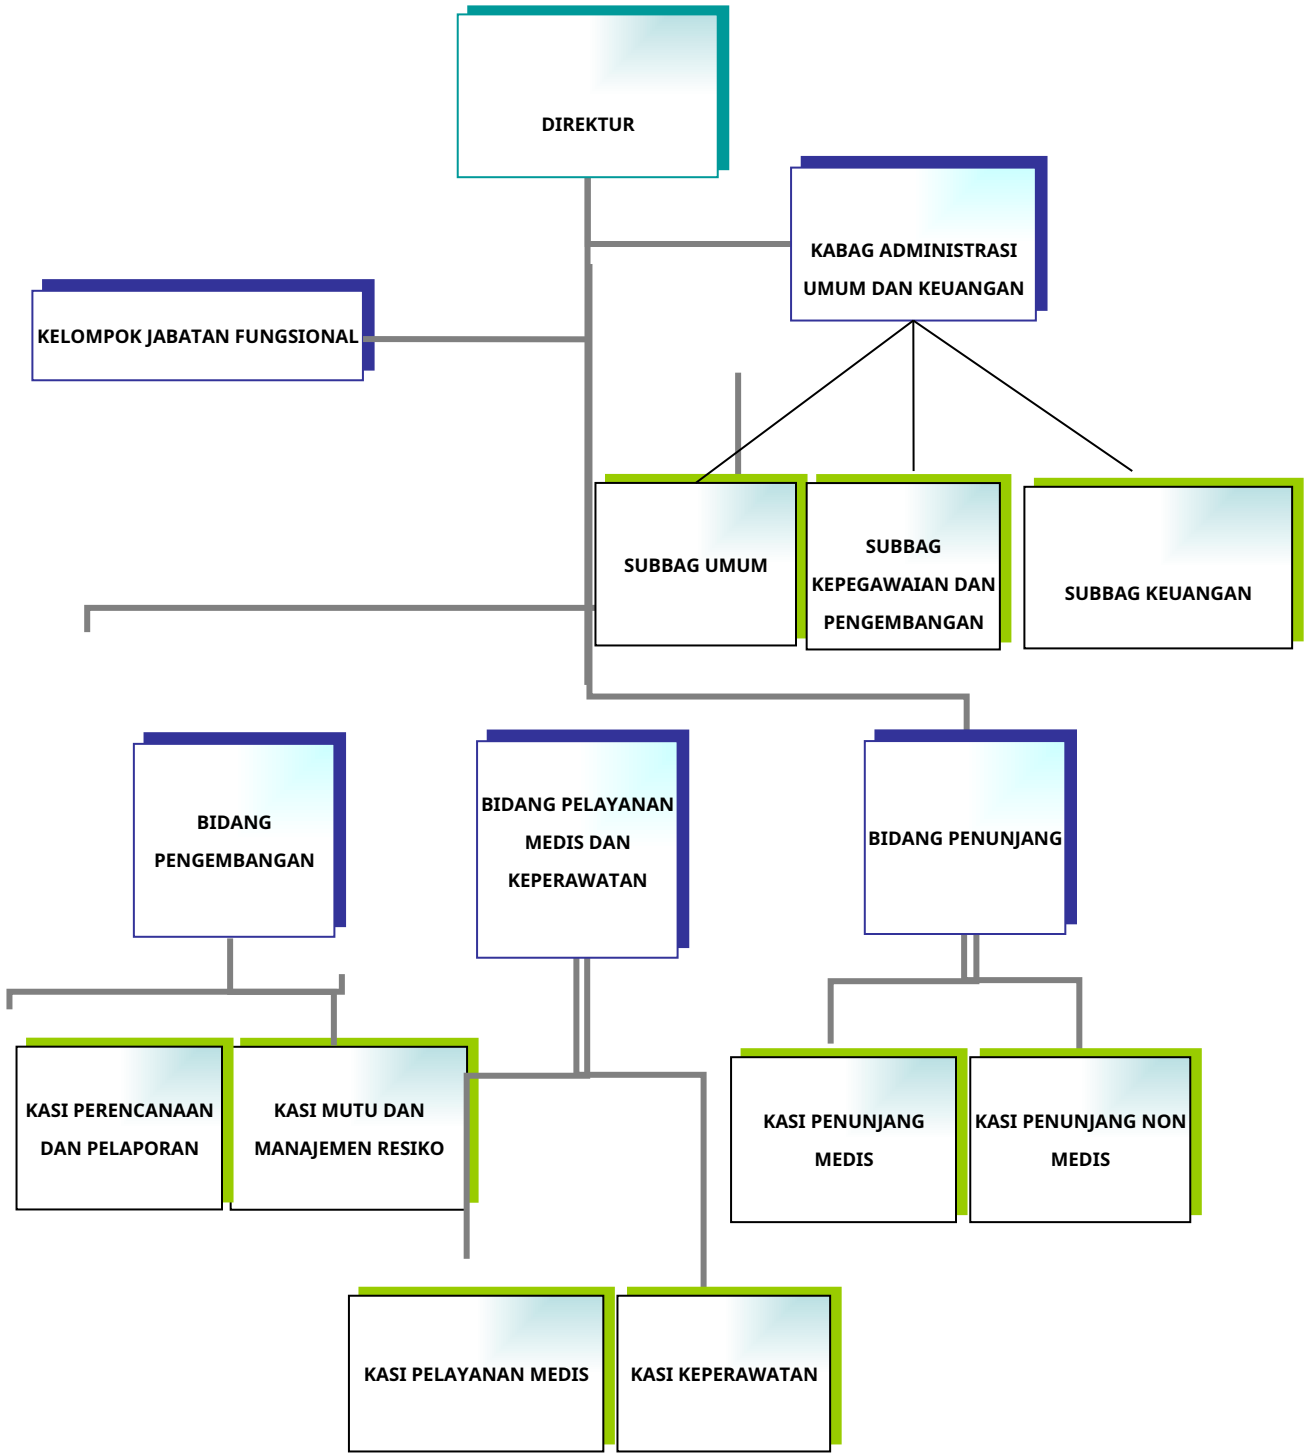 DIREKTUR
KABAG ADMINISTRASI
UMUM DAN KEUANGAN
KELOMPOK JABATAN FUNGSIONAL
SUBBAG UMUM
SUBBAG
KEPEGAWAIAN DAN
PENGEMBANGAN
SUBBAG KEUANGAN
BIDANG
PENGEMBANGAN
BIDANG PELAYANAN
MEDIS DAN
KEPERAWATAN
BIDANG PENUNJANG
KASI PERENCANAAN
DAN PELAPORAN
KASI MUTU DAN
MANAJEMEN RESIKO
KASI PENUNJANG
MEDIS
KASI PENUNJANG NON
MEDIS
KASI PELAYANAN MEDIS
KASI KEPERAWATAN